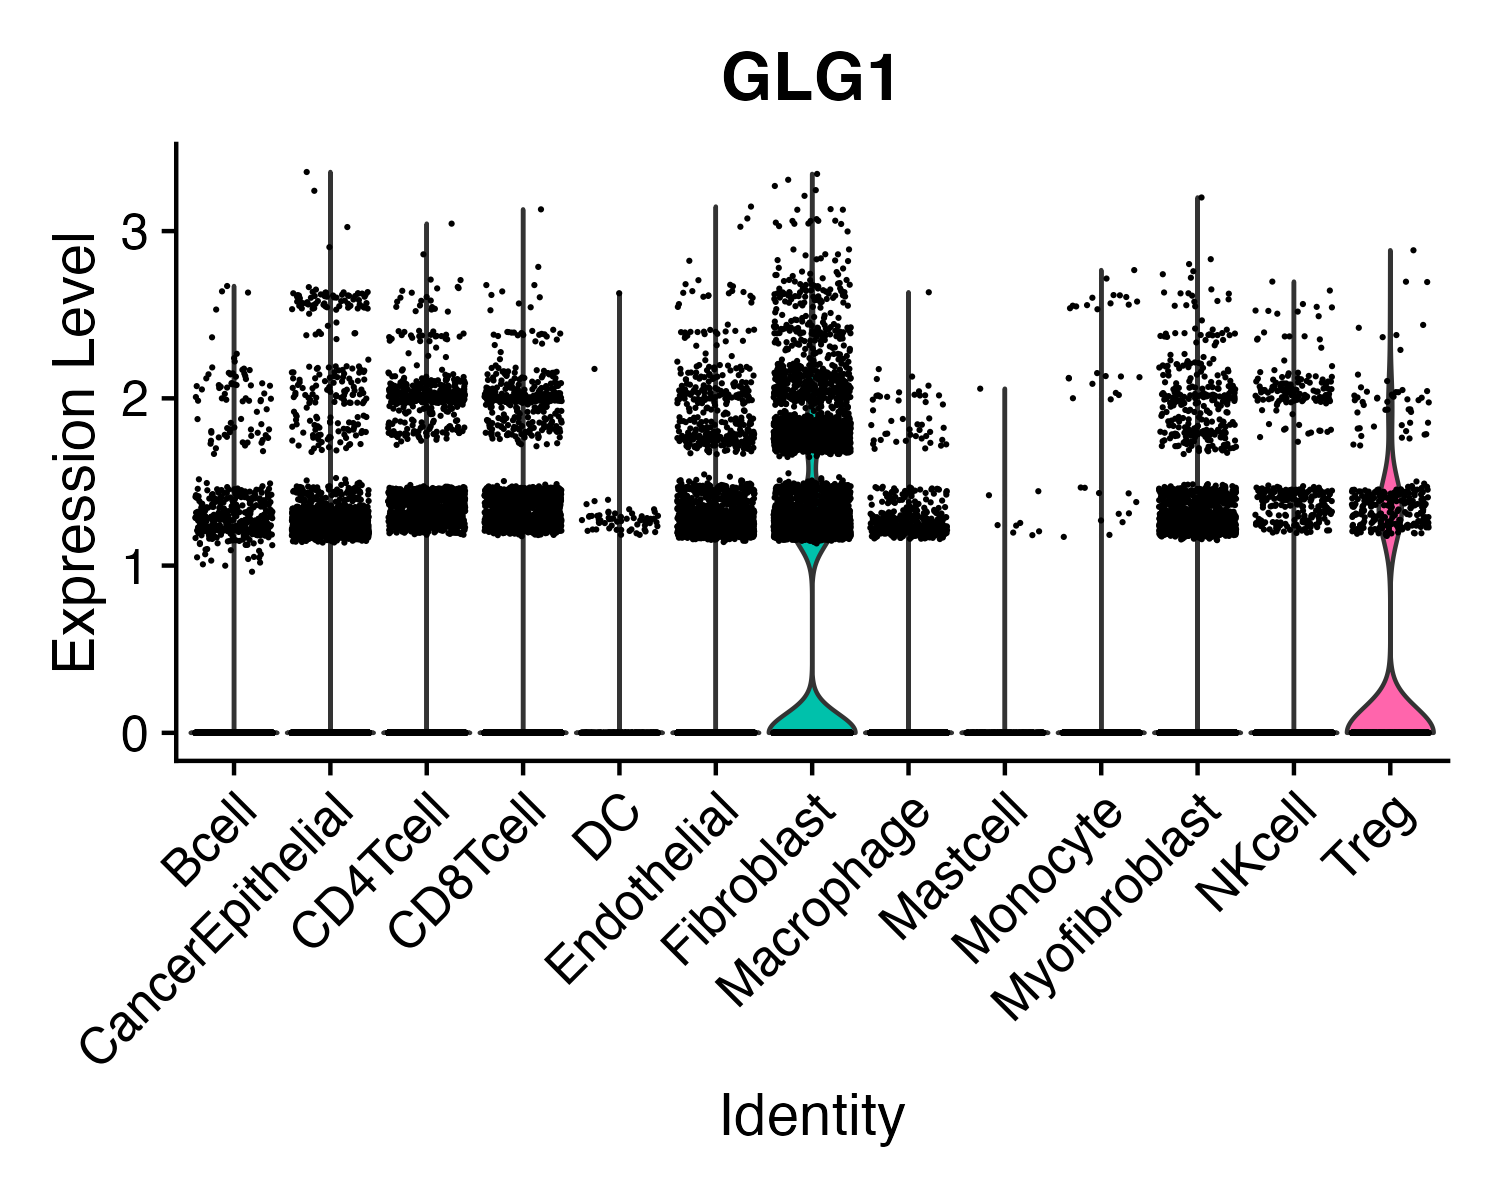 GLG1
Expression Level
3
2
1
0
Bcell
CancerEpithelial
CD4Tcell
CD8Tcell
DC
Endothelial
Fibroblast
Macrophage
Mastcell
Monocyte
Myofibroblast
NKcell
Treg
Identity